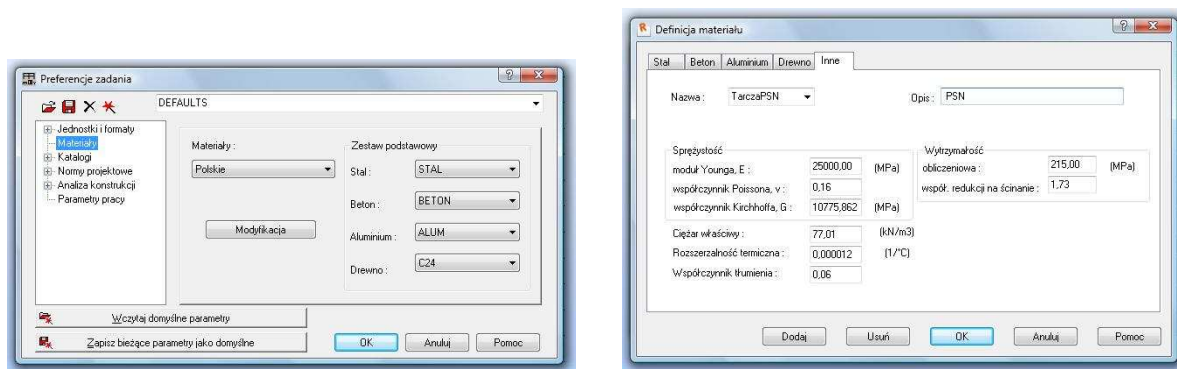 Preferencje zadania
DEFAULTS
Jednostki i formaty
Materiały
Katalogi
Normy projektowe
Analiza konstrukcji
Parametry pracy
Materiały :
Polskie
Modyfikacja
Zestaw podstawowy
Stal :
STAL
Beton :
BETON
Aluminium :
ALUM
Drewno :
C24
Wczytaj domyślne parametry
Zapisz bieżące parametry jako domyślne
OK
Anuluj
Pomoc
Definicja materiału
Stal Beton Aluminium Drewno Inne
Nazwa : TarczaPSN Opis : PSN
Sprężystość
moduł Younga, E : 25000,00 (MPa)
współczynnik Poissona, ν : 0,16
współczynnik Kirchhoffa, G : 10775,862 (MPa)
Wytrzymałość
obliczeniowa : 215,00 (MPa)
współ. redukcji na ścinanie : 1,73
Ciężar właściwy : 77,01 (kN/m3)
Rozszerzalność termiczna : 0,000012 (1/°C)
Współczynnik tłumienia : 0,06
Dodaj Usuń OK Anuluj Pomoc